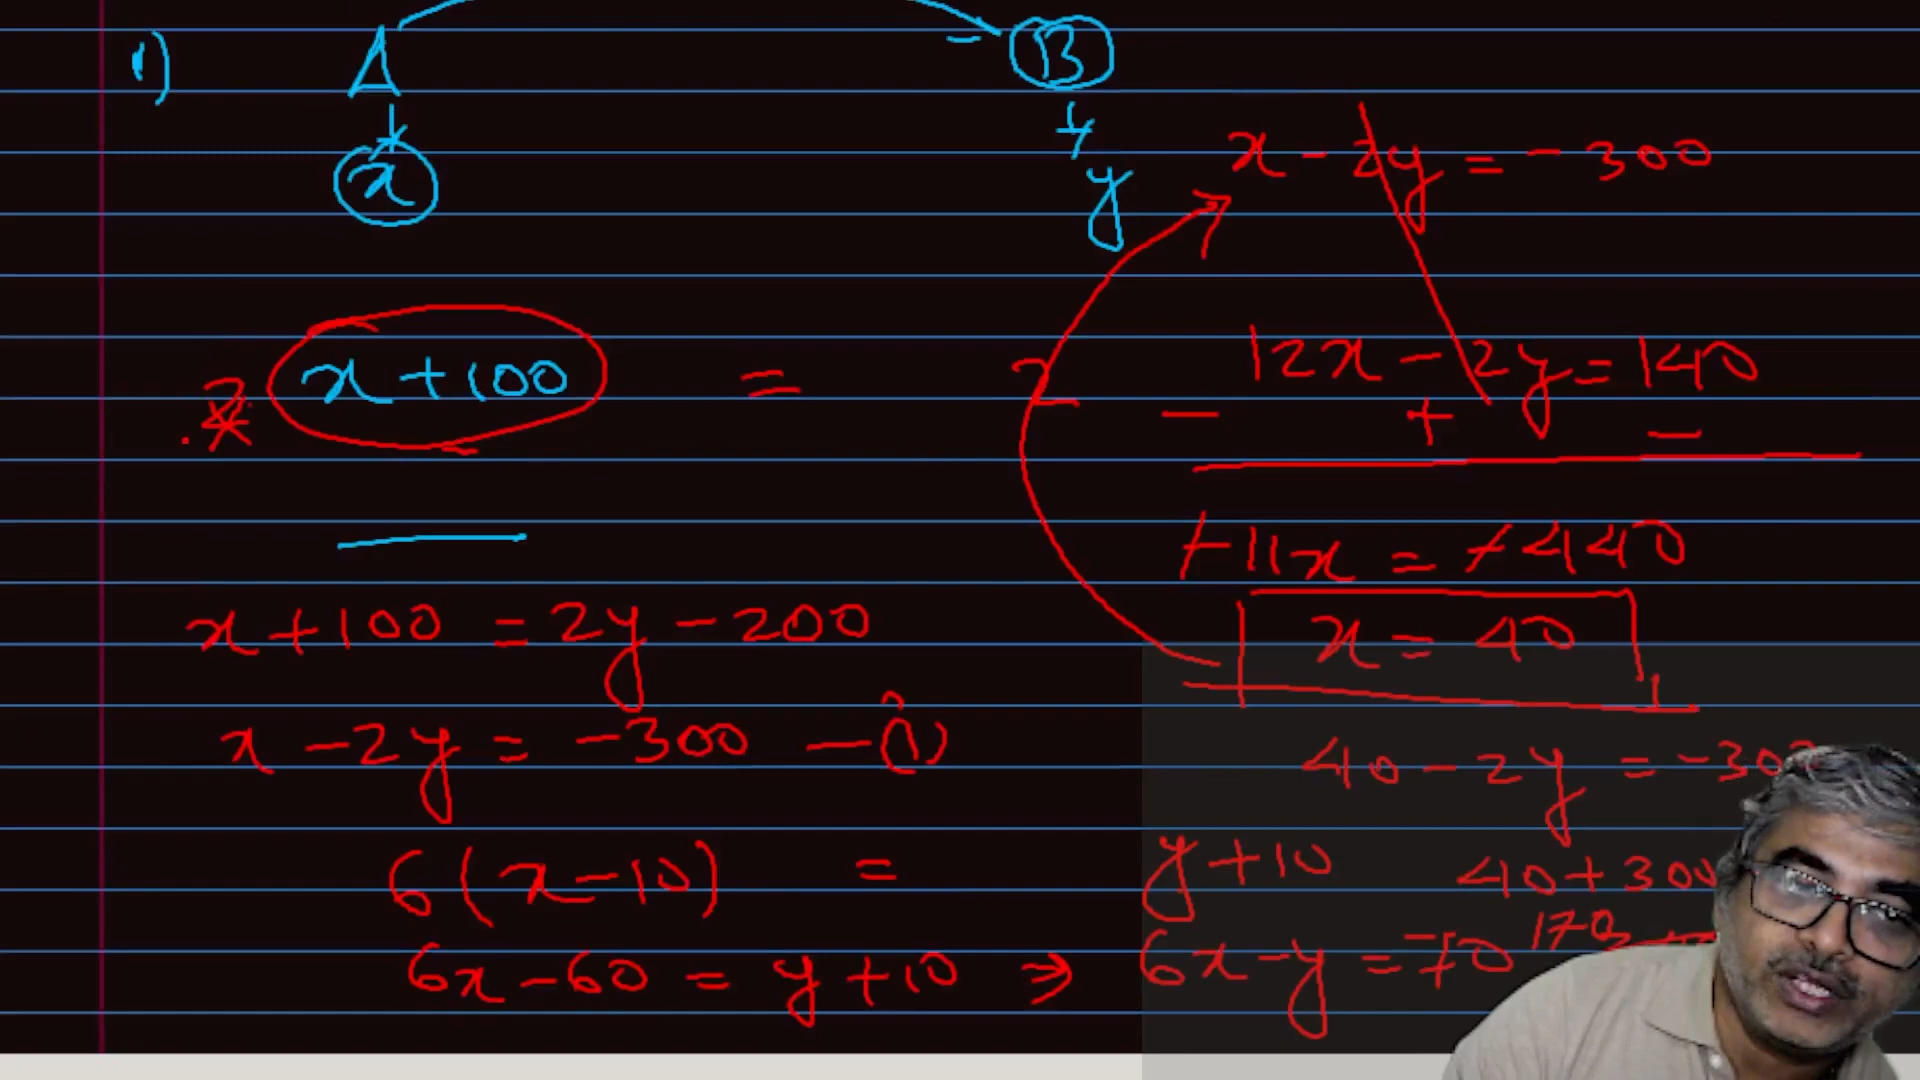 1) A B
x y
x - 2y = - 300
x + 100 = 2
12x - 2y = 140
- + -
-11x = -440
x + 100 = 2y - 200
x = 40
x - 2y = -300 - (1)
40 - 2y = -300
6(x - 10) = y + 10
40 + 300
170
6x - 60 = y + 10 ⇒ 6x - y = 70